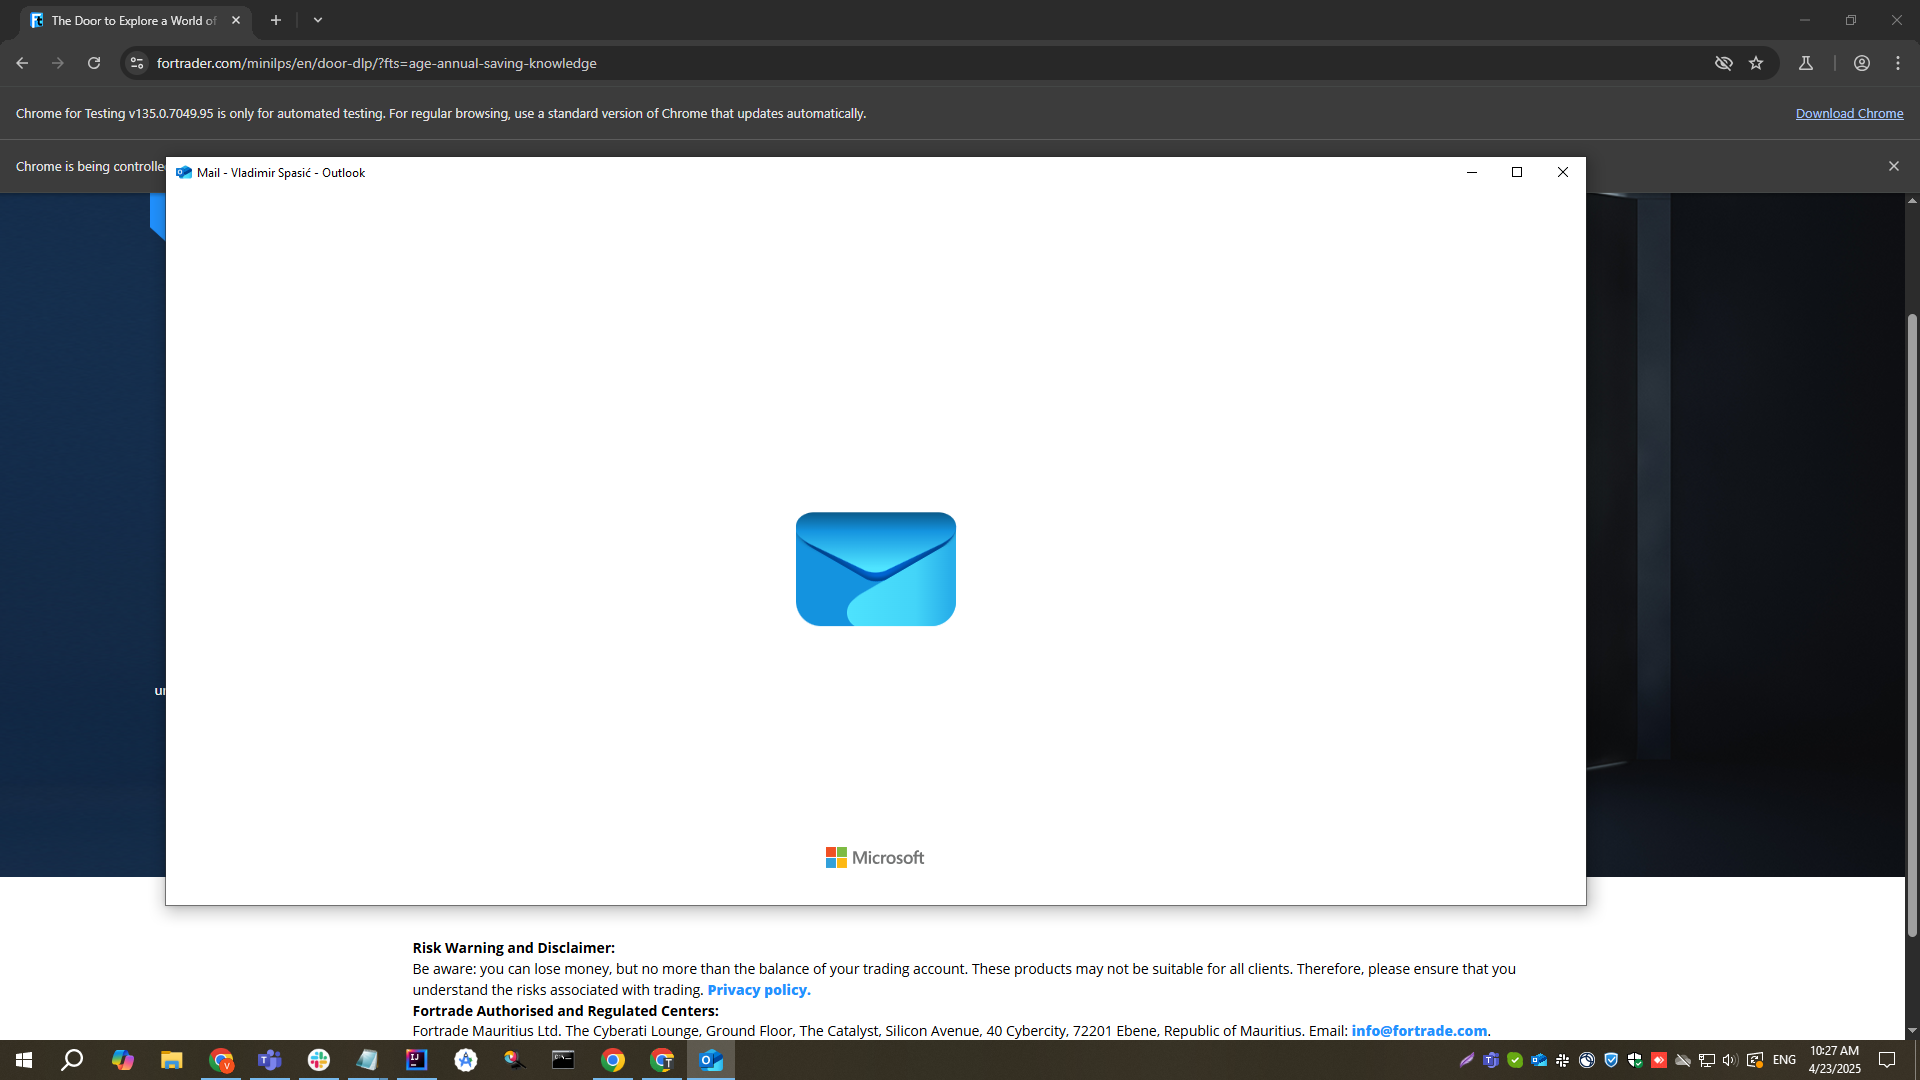 The Door to Explore a World of
fortrader.com/minilps/en/door-dlp/?fts=age-annual-saving-knowledge
Chrome for Testing v135.0.7049.95 is only for automated testing. For regular browsing, use a standard version of Chrome that updates automatically.
Download Chrome
Chrome is being controlle
Mail - Vladimir Spasić - Outlook
Microsoft
Risk Warning and Disclaimer:
Be aware: you can lose money, but no more than the balance of your trading account. These products may not be suitable for all clients. Therefore, please ensure that you
understand the risks associated with trading. Privacy policy.
Fortrade Authorised and Regulated Centers:
Fortrade Mauritius Ltd. The Cyberati Lounge, Ground Floor, The Catalyst, Silicon Avenue, 40 Cybercity, 72201 Ebene, Republic of Mauritius. Email: info@fortrade.com.
ENG
10:27 AM
4/23/2025